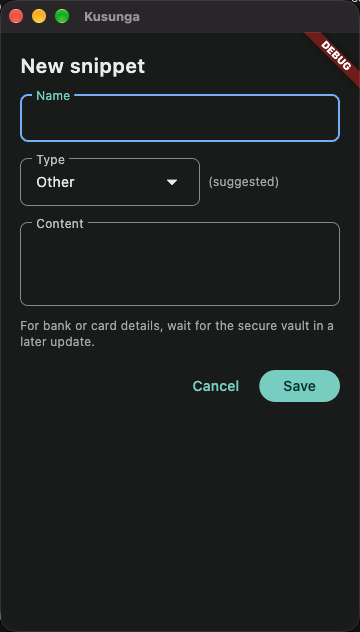 Kusunga
DEBUG
New snippet
Name
Type
Other
(suggested)
Content
For bank or card details, wait for the secure vault in a
later update.
Cancel
Save